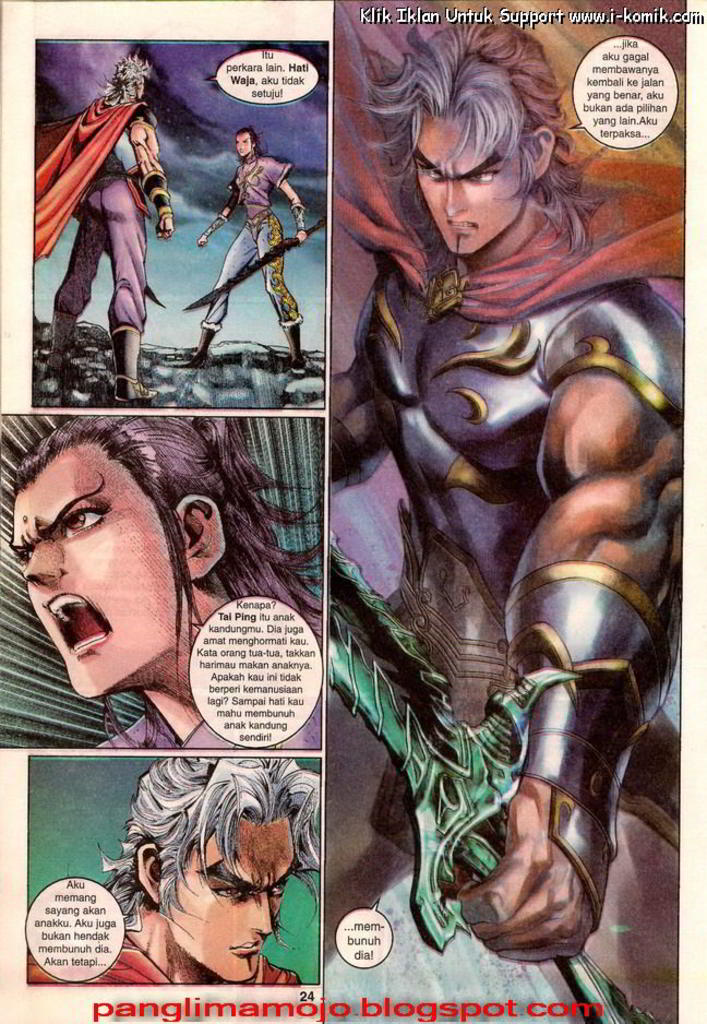 Klik Iklan Untuk Support www.i-komik.com
Itu
perkara lain. Hati
Waja, aku tidak
setuju!
Kenapa?
Tai Ping itu anak
kandungmu. Dia juga
amat menghormati kau.
Kata orang tua-tua, takkan
harimau makan anaknya.
Apakah kau ini tidak
berperi kemanusiaan
lagi? Sampai hati kau
mahu membunuh
anak kandung
sendiri!
Aku
memang
sayang akan
anakku. Aku juga
bukan hendak
membunuh dia.
Akan tetapi...
...jika
aku gagal
membawanya
kembali ke jalan
yang benar, aku
bukan ada pilihan
yang lain.Aku
terpaksa...
...mem-
bunuh
dia!
24
panglimamojo.blogspot.com